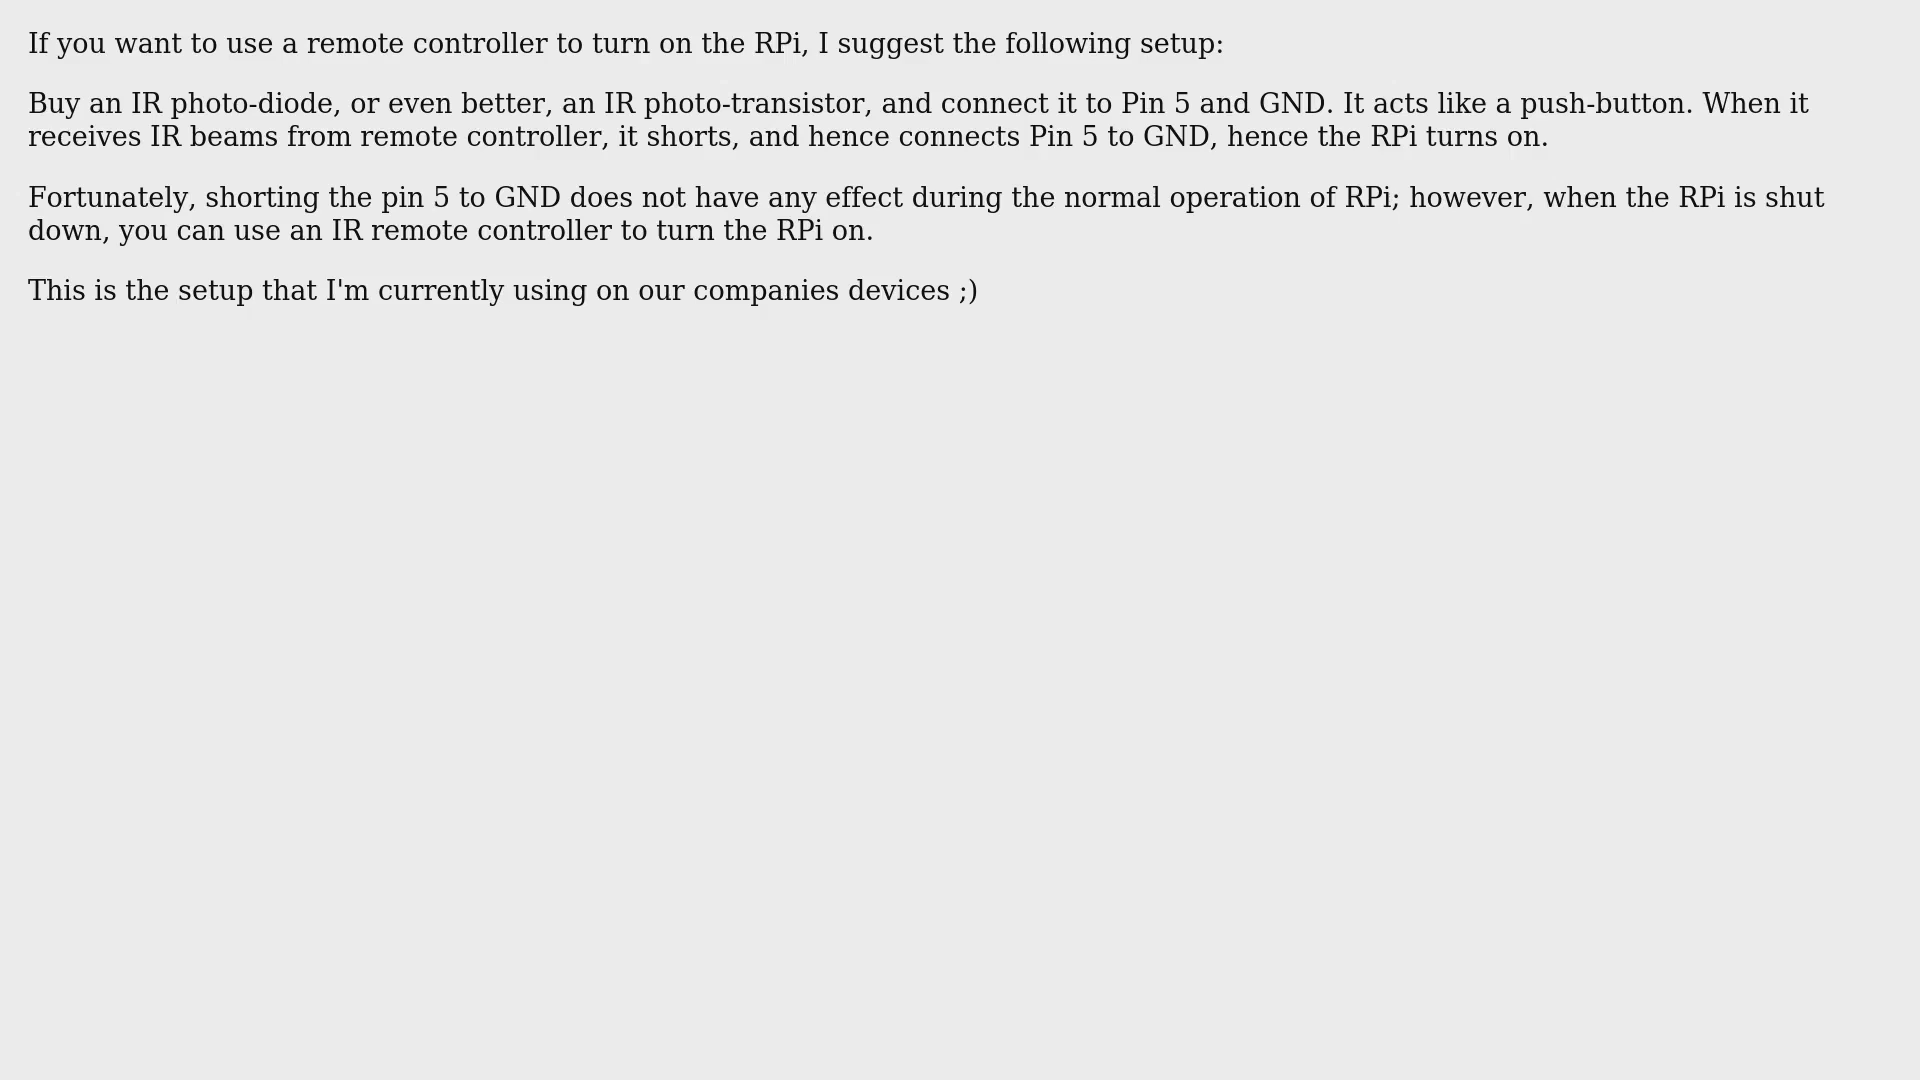 If you want to use a remote controller to turn on the RPi, I suggest the following setup:
Buy an IR photo-diode, or even better, an IR photo-transistor, and connect it to Pin 5 and GND. It acts like a push-button. When it
receives IR beams from remote controller, it shorts, and hence connects Pin 5 to GND, hence the RPi turns on.
Fortunately, shorting the pin 5 to GND does not have any effect during the normal operation of RPi; however, when the RPi is shut
down, you can use an IR remote controller to turn the RPi on.
This is the setup that I'm currently using on our companies devices ;)